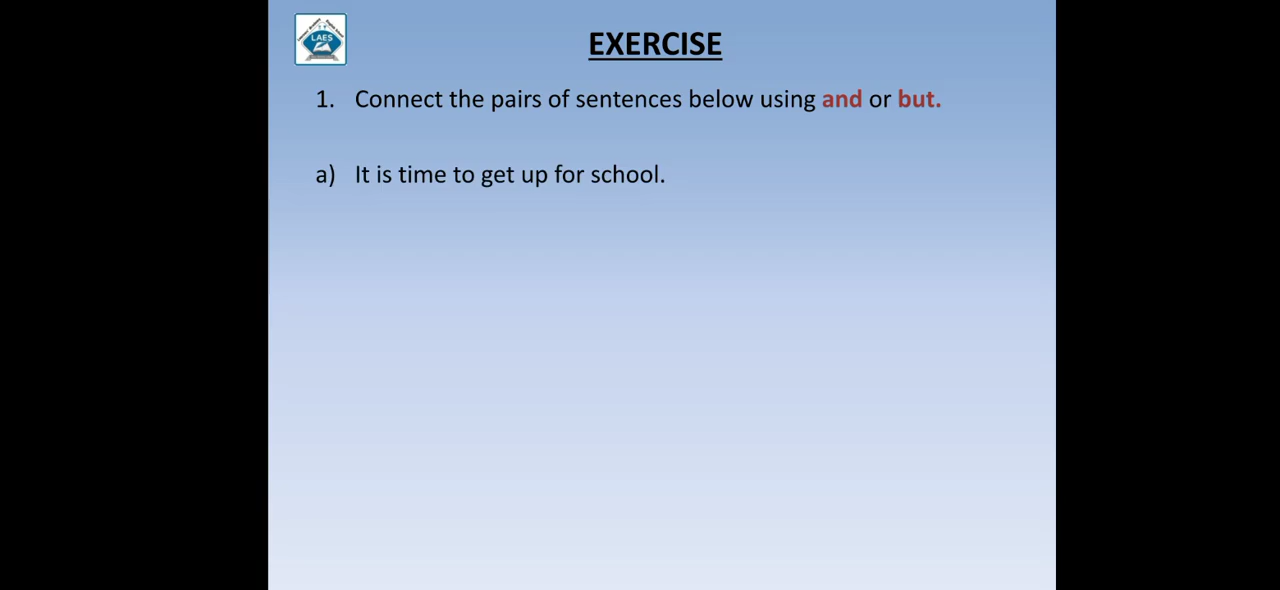 LAES
EXERCISE
1. Connect the pairs of sentences below using and or but.
a) It is time to get up for school.